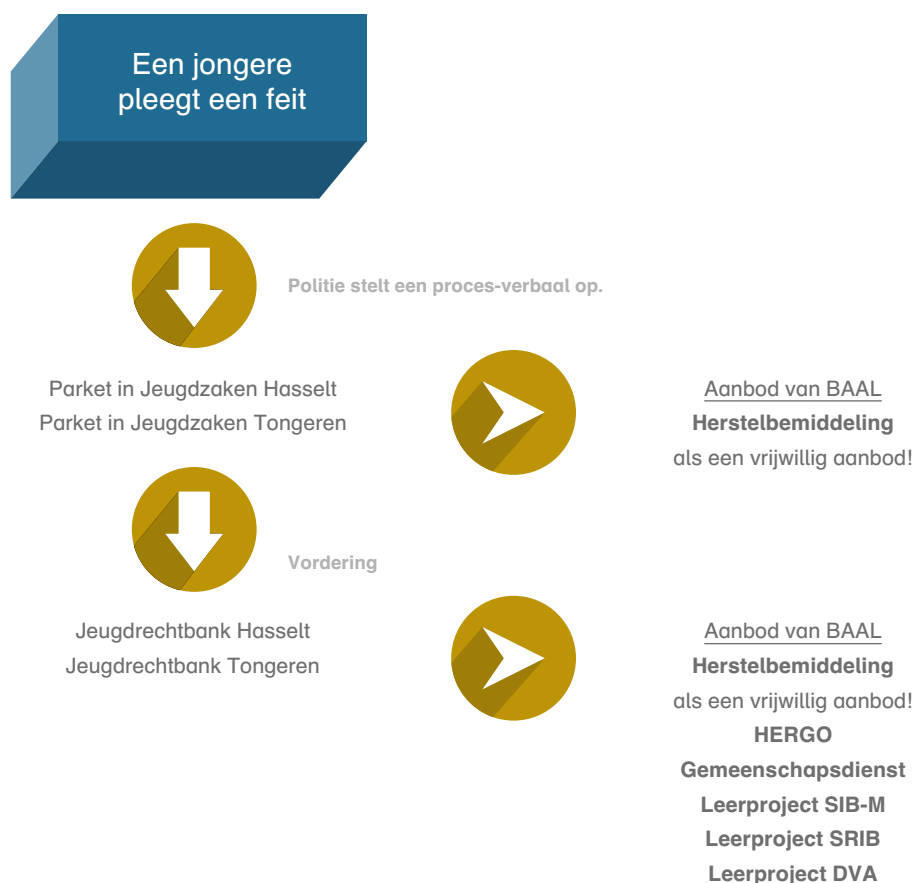 Een jongere
pleegt een feit
Politie stelt een proces-verbaal op.
Parket in Jeugdzaken Hasselt
Parket in Jeugdzaken Tongeren
Aanbod van BAAL
Herstelbemiddeling
als een vrijwillig aanbod!
Vordering
Jeugdrechtbank Hasselt
Jeugdrechtbank Tongeren
Aanbod van BAAL
Herstelbemiddeling
als een vrijwillig aanbod!
HERGO
Gemeenschapsdienst
Leerproject SIB-M
Leerproject SRIB
Leerproject DVA